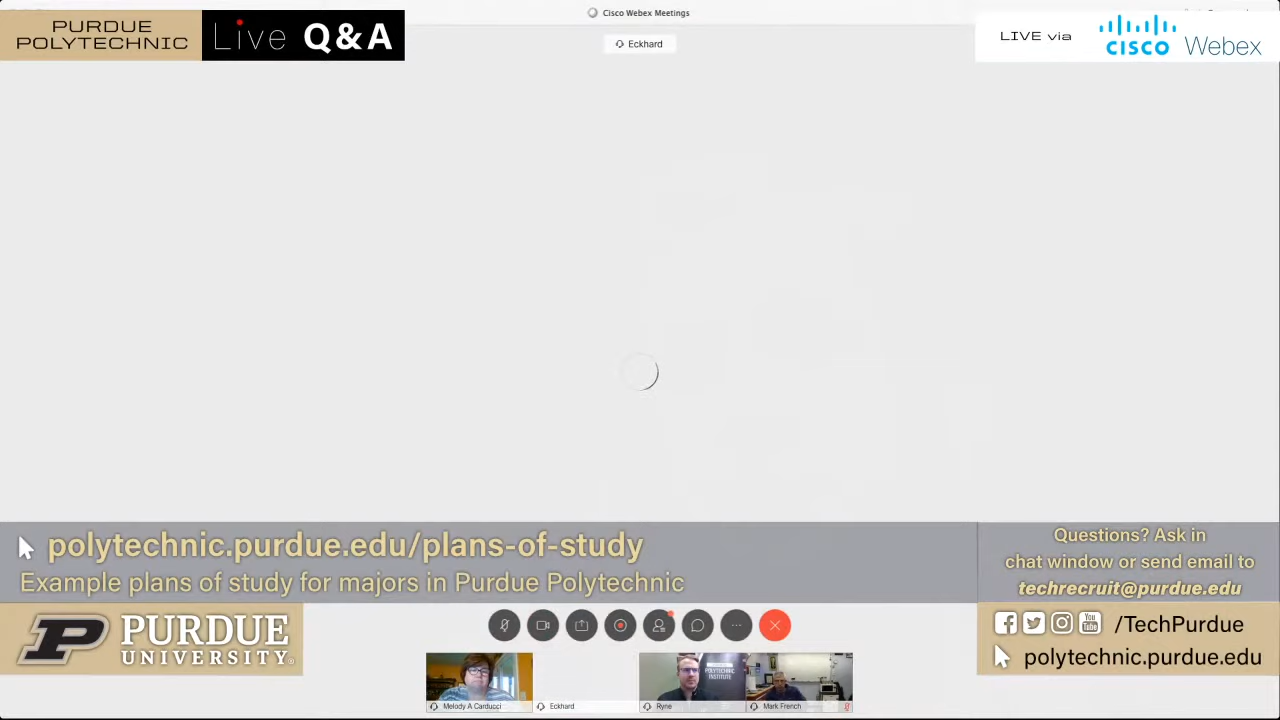 PURDUE
POLYTECHNIC
Live Q&A
Cisco Webex Meetings
Eckhard
LIVE via
CISCO Webex
polytechnic.purdue.edu/plans-of-study
Example plans of study for majors in Purdue Polytechnic
Questions? Ask in
chat window or send email to
techrecruit@purdue.edu
PURDUE
UNIVERSITY
/TechPurdue
polytechnic.purdue.edu
POLYTECHNIC
INSTITUTE
Melody A Carducci
Eckhard
Ryne
Mark French